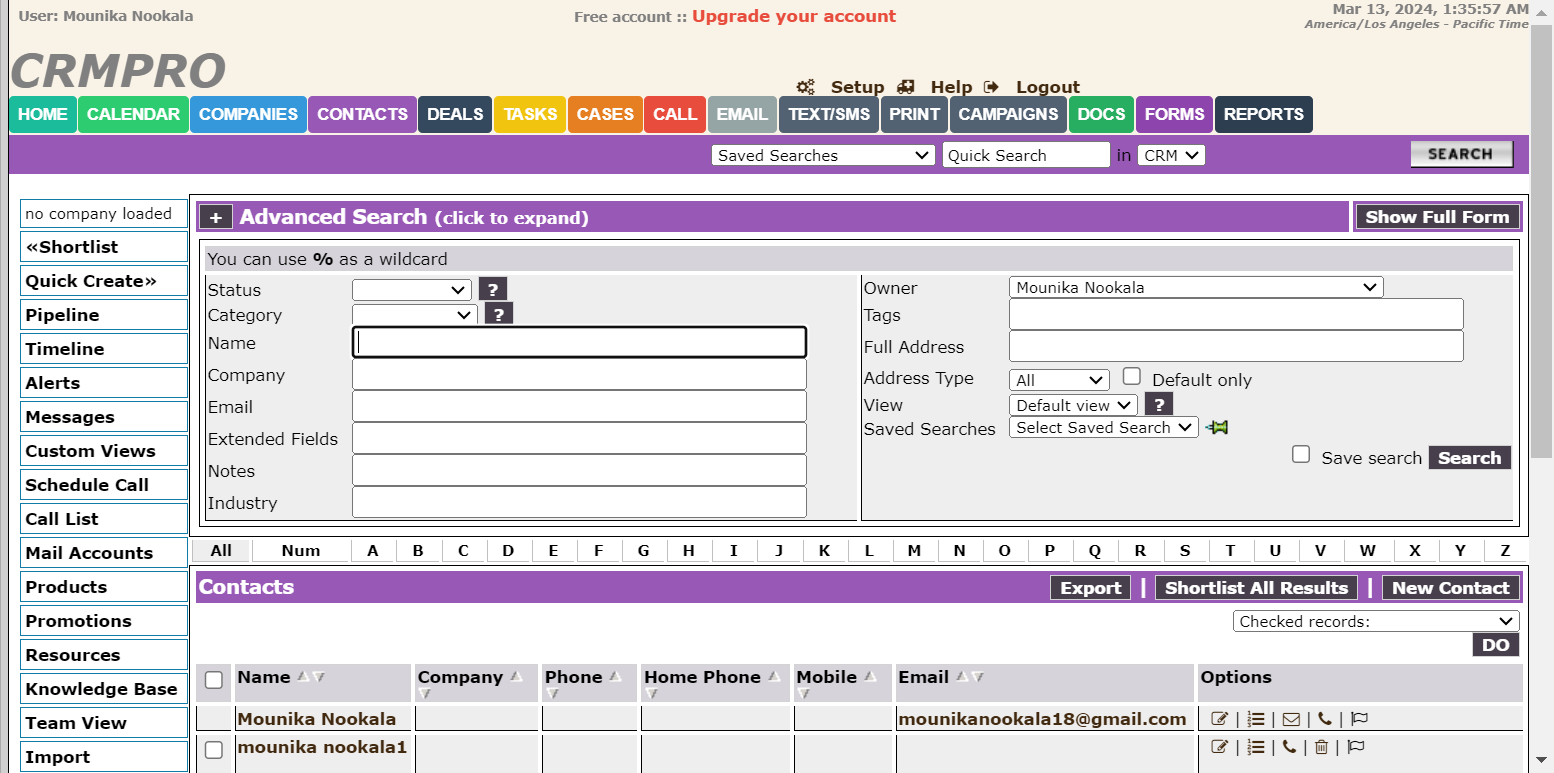 User: Mounika Nookala
Free account :: Upgrade your account
Mar 13, 2024, 1:35:57 AM
America/Los Angeles - Pacific Time
CRMPRO
Setup Help Logout
HOME CALENDAR COMPANIES CONTACTS DEALS TASKS CASES CALL EMAIL TEXT/SMS PRINT CAMPAIGNS DOCS FORMS REPORTS
Saved Searches Quick Search in CRM SEARCH
no company loaded
«Shortlist
Quick Create»
Pipeline
Timeline
Alerts
Messages
Custom Views
Schedule Call
Call List
Mail Accounts
Products
Promotions
Resources
Knowledge Base
Team View
Import
+ Advanced Search (click to expand) Show Full Form
You can use % as a wildcard
Status ?
Category ?
Name
Company
Email
Extended Fields
Notes
Industry
Owner Mounika Nookala
Tags
Full Address
Address Type All Default only
View Default view ?
Saved Searches Select Saved Search
Save search Search
All Num A B C D E F G H I J K L M N O P Q R S T U V W X Y Z
Contacts Export | Shortlist All Results | New Contact
Checked records:
DO
Name Company Phone Home Phone Mobile Email Options
Mounika Nookala mounikanookala18@gmail.com | | | |
mounika nookala1 | | | |